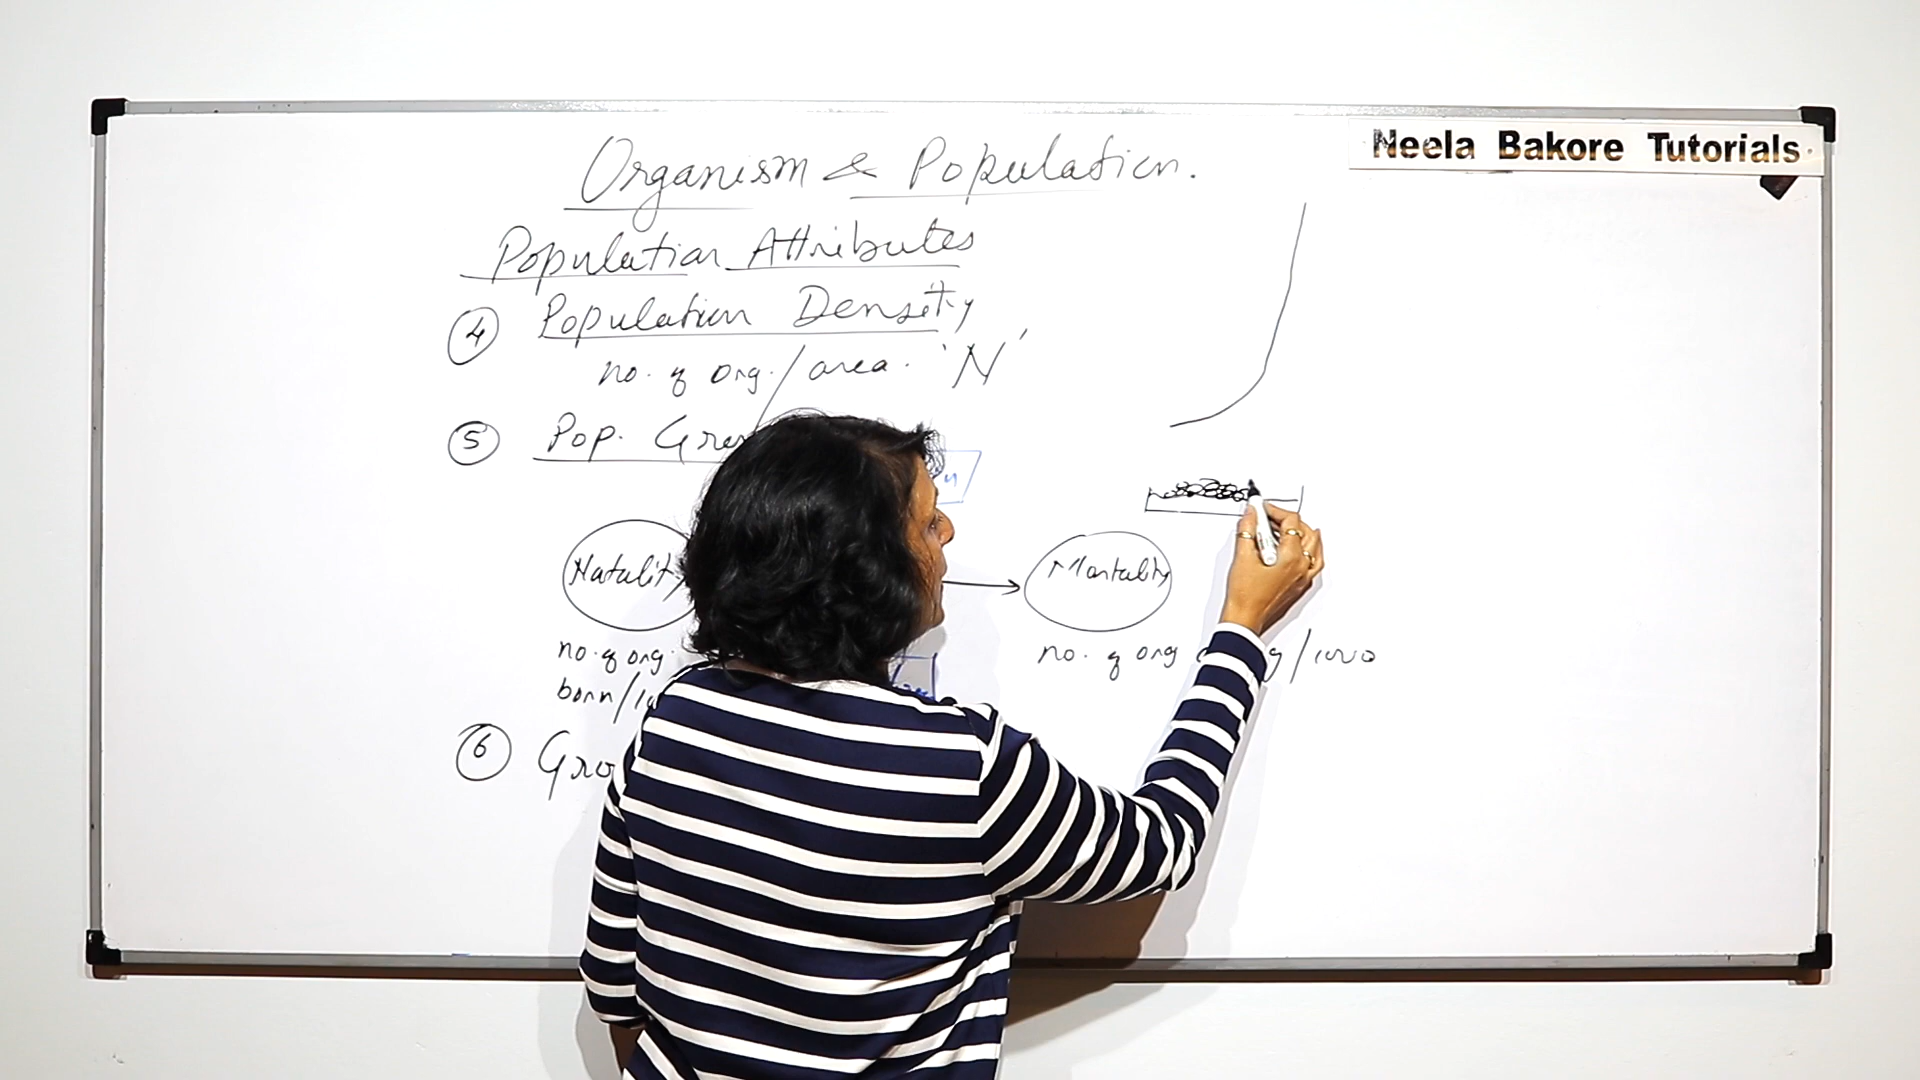 Neela Bakore Tutorials
Organism & Population.
Population Attributes
4 Population Density
no. of org./area. 'N'
5 Pop.
Natality
Mortality
no. of org.
born/
no. of org /1000
6